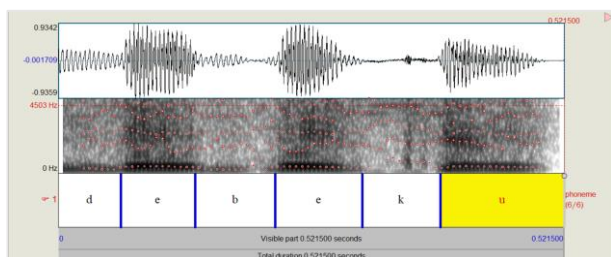 0.9342
0.521500
-0.001709
-0.9359
4503 Hz
0 Hz
1 d e b e k u phoneme
(6/6)
0 Visible part 0.521500 seconds 0.521500
Total duration 0.521500 seconds